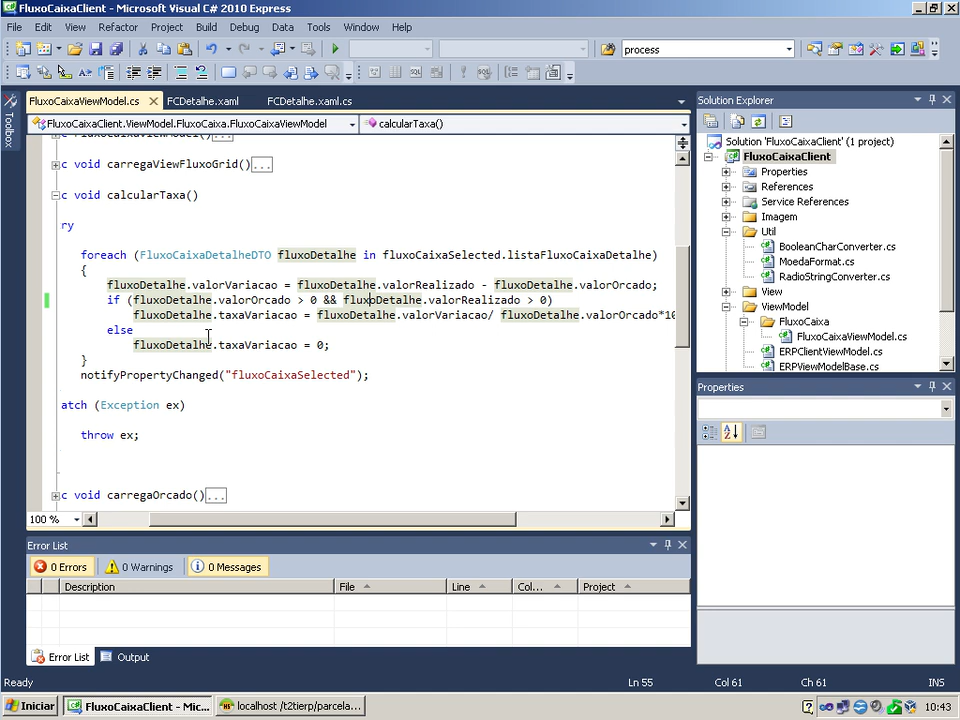 FluxoCaixaClient - Microsoft Visual C# 2010 Express
File Edit View Refactor Project Build Debug Data Tools Window Help
process
FluxoCaixaViewModel.cs FCDetalhe.xaml FCDetalhe.xaml.cs
Toolbox
FluxoCaixaClient.ViewModel.FluxoCaixa.FluxoCaixaViewModel calcularTaxa()
c void carregaViewFluxoGrid()...
c void calcularTaxa()
ry
foreach (FluxoCaixaDetalheDTO fluxoDetalhe in fluxoCaixaSelected.listaFluxoCaixaDetalhe)
{
fluxoDetalhe.valorVariacao = fluxoDetalhe.valorRealizado - fluxoDetalhe.valorOrcado;
if (fluxoDetalhe.valorOrcado > 0 && fluxoDetalhe.valorRealizado > 0)
fluxoDetalhe.taxaVariacao = fluxoDetalhe.valorVariacao/ fluxoDetalhe.valorOrcado*10
else
fluxoDetalhe.taxaVariacao = 0;
}
notifyPropertyChanged("fluxoCaixaSelected");
atch (Exception ex)
throw ex;
c void carregaOrcado()...
100 %
Solution Explorer
Solution 'FluxoCaixaClient' (1 project)
FluxoCaixaClient
Properties
References
Service References
Imagem
Util
BooleanCharConverter.cs
MoedaFormat.cs
RadioStringConverter.cs
View
ViewModel
FluxoCaixa
FluxoCaixaViewModel.cs
ERPClientViewModel.cs
ERPViewModelBase.cs
Properties
Error List
0 Errors 0 Warnings 0 Messages
Description File Line Col... Project
Error List Output
Ready Ln 55 Col 61 Ch 61 INS
Iniciar FluxoCaixaClient - Mic... localhost /t2tierp/parcela... 10:43